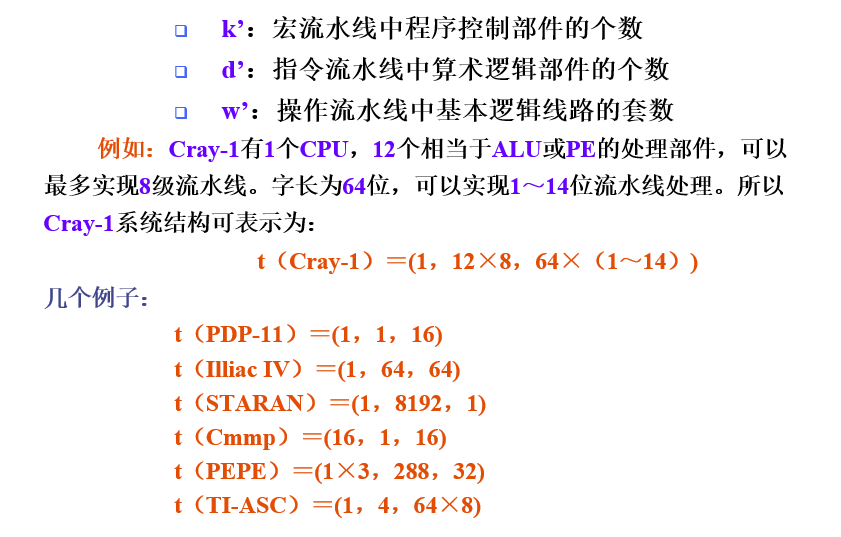 ❑ k’：宏流水线中程序控制部件的个数
❑ d’：指令流水线中算术逻辑部件的个数
❑ w’：操作流水线中基本逻辑线路的套数
例如：Cray-1有1个CPU，12个相当于ALU或PE的处理部件，可以
最多实现8级流水线。字长为64位，可以实现1～14位流水线处理。所以
Cray-1系统结构可表示为：
t（Cray-1）＝(1，12×8，64×（1～14）)
几个例子：
t（PDP-11）＝(1，1，16)
t（Illiac IV）＝(1，64，64)
t（STARAN）＝(1，8192，1)
t（Cmmp）＝(16，1，16)
t（PEPE）＝(1×3，288，32)
t（TI-ASC）＝(1，4，64×8)